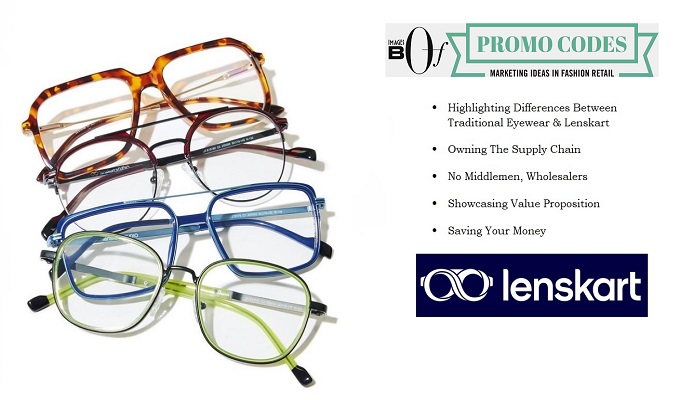 IMAGES
BOf
PROMO CODES
MARKETING IDEAS IN FASHION RETAIL
• Highlighting Differences Between
Traditional Eyewear & Lenskart
• Owning The Supply Chain
• No Middlemen, Wholesalers
• Showcasing Value Proposition
• Saving Your Money
lenskart